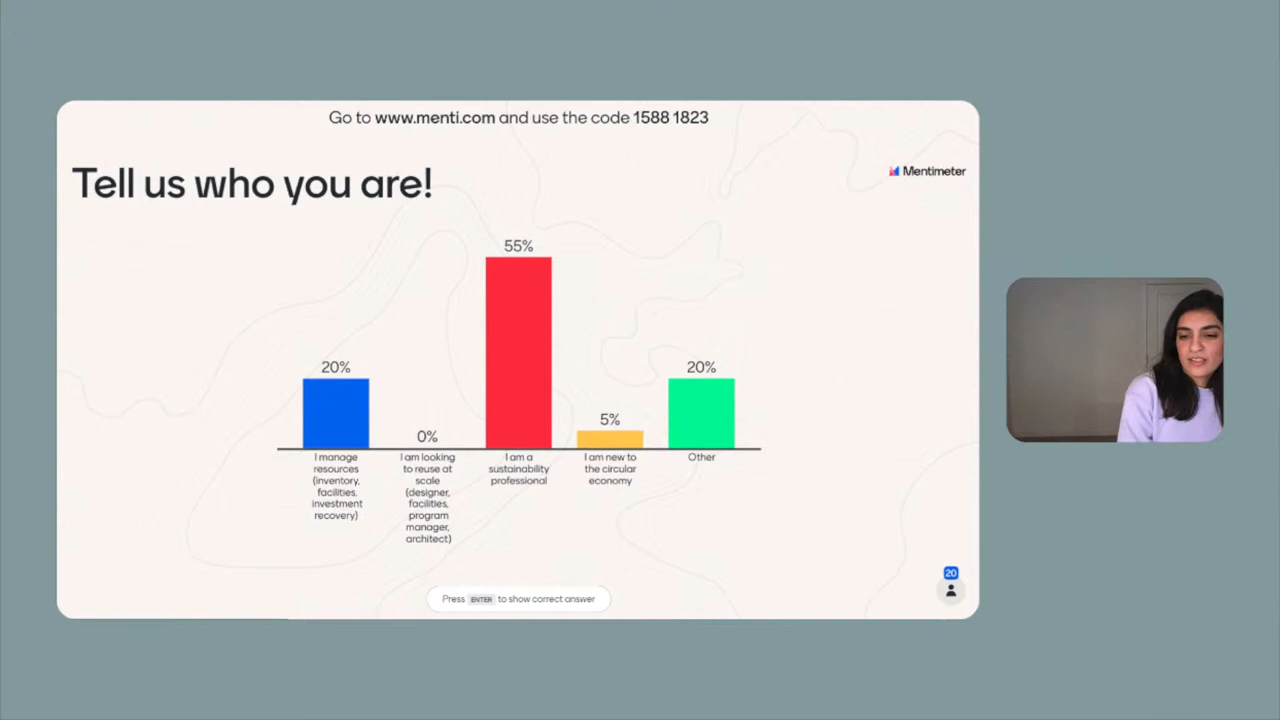 Go to www.menti.com and use the code 1588 1823
Tell us who you are!
Mentimeter
55%
20%
20%
5%
0%
I manage
resources
(inventory,
facilities,
investment
recovery)
I am looking
to reuse at
scale
(designer,
facilities,
program
manager,
architect)
I am a
sustainability
professional
I am new to
the circular
economy
Other
20
Press ENTER to show correct answer